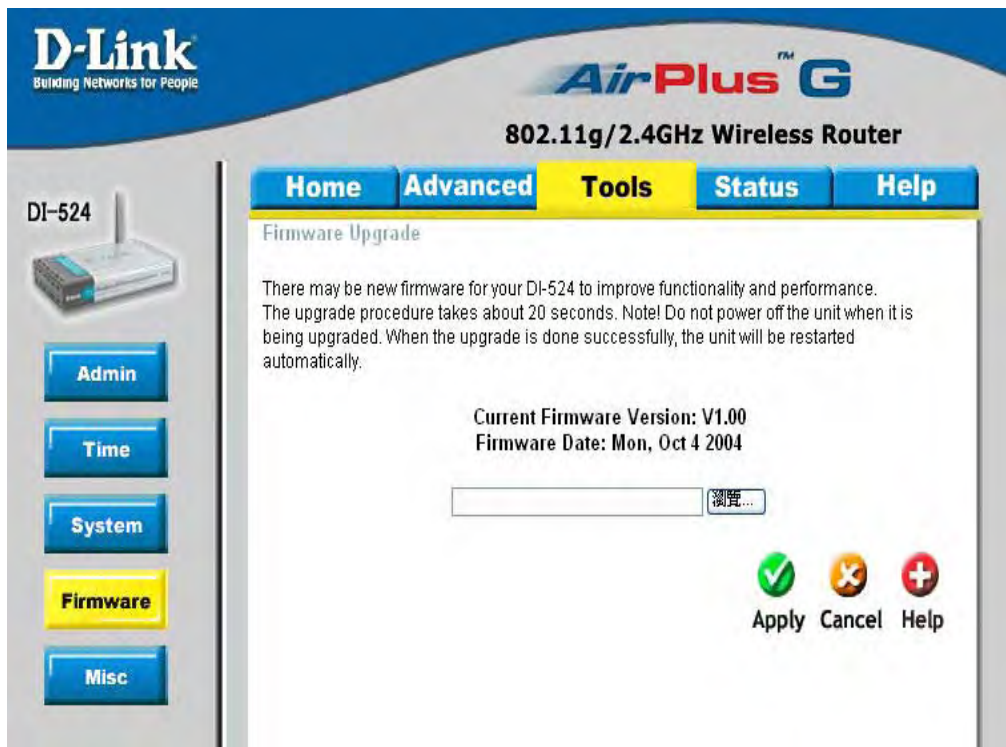 D-Link
Building Networks for People
AirPlus™ G
802.11g/2.4GHz Wireless Router
DI-524
Home
Advanced
Tools
Status
Help
Admin
Time
System
Firmware
Misc
Firmware Upgrade
There may be new firmware for your DI-524 to improve functionality and performance.
The upgrade procedure takes about 20 seconds. Note! Do not power off the unit when it is
being upgraded. When the upgrade is done successfully, the unit will be restarted
automatically.
Current Firmware Version: V1.00
Firmware Date: Mon, Oct 4 2004
瀏覽...
Apply
Cancel
Help